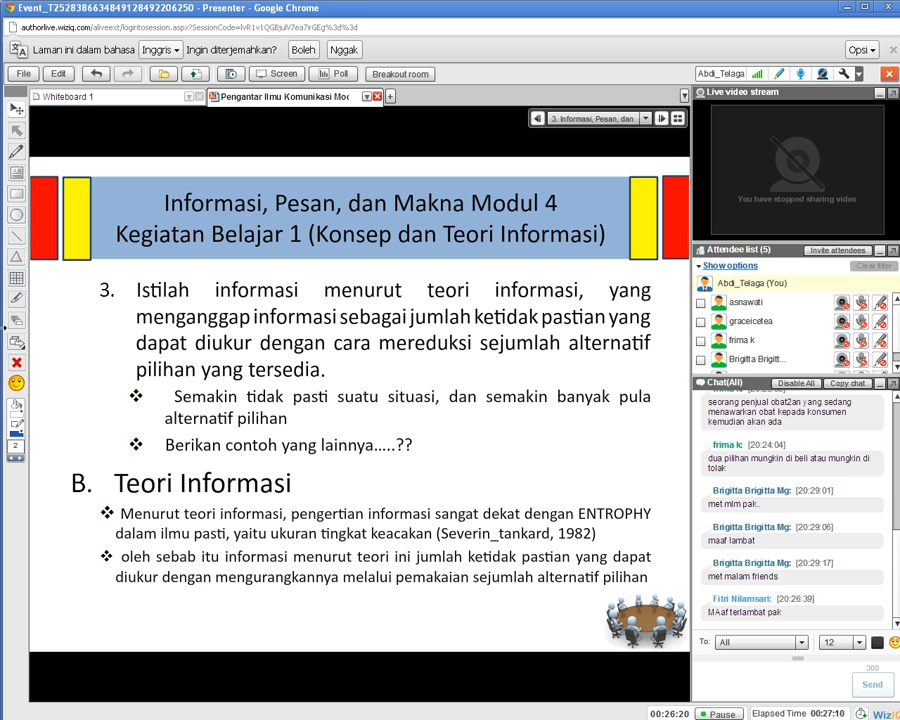 Event_T2528386634849128492206250 - Presenter - Google Chrome
authorlive.wiziq.com/aliveext/logintosession.aspx?SessionCode=lvR1v1QGBjulV7ea7irGEg%3d%3d
Laman ini dalam bahasa Inggris Ingin diterjemahkan? Boleh Nggak Opsi
File Edit Screen Poll Breakout room Abdi_Telaga
Whiteboard 1 Pengantar Ilmu Komunikasi Moc
Live video stream
3. Informasi, Pesan, dan
You have stopped sharing video
Informasi, Pesan, dan Makna Modul 4
Kegiatan Belajar 1 (Konsep dan Teori Informasi)
3. Istilah informasi menurut teori informasi, yang
menganggap informasi sebagai jumlah ketidak pastian yang
dapat diukur dengan cara mereduksi sejumlah alternatif
pilihan yang tersedia.
❖ Semakin tidak pasti suatu situasi, dan semakin banyak pula
alternatif pilihan
❖ Berikan contoh yang lainnya.....??
B. Teori Informasi
❖ Menurut teori informasi, pengertian informasi sangat dekat dengan ENTROPHY
dalam ilmu pasti, yaitu ukuran tingkat keacakan (Severin_tankard, 1982)
❖ oleh sebab itu informasi menurut teori ini jumlah ketidak pastian yang dapat
diukur dengan mengurangkannya melalui pemakaian sejumlah alternatif pilihan
Attendee list (5) Invite attendees
Show options Clear filter
Abdi_Telaga (You)
asnawati
graceicetea
frima k
Brigitta Brigitt...
Chat(All) Disable All Copy chat
seorang penjual obat2an yang sedang
menawarkan obat kepada konsumen
kemudian akan ada
frima k: [20:24:04]
dua pilihan mungkin di beli atau mungkin di
tolak
Brigitta Brigitta Mg: [20:29:01]
met mlm pak..
Brigitta Brigitta Mg: [20:29:06]
maaf lambat
Brigitta Brigitta Mg: [20:29:17]
met malam friends
Fitri Nilamsari: [20:26:39]
MAaf terlambat pak
To: All 12
300
Send
2
00:26:20 Pause Elapsed Time 00:27:10 WizIQ